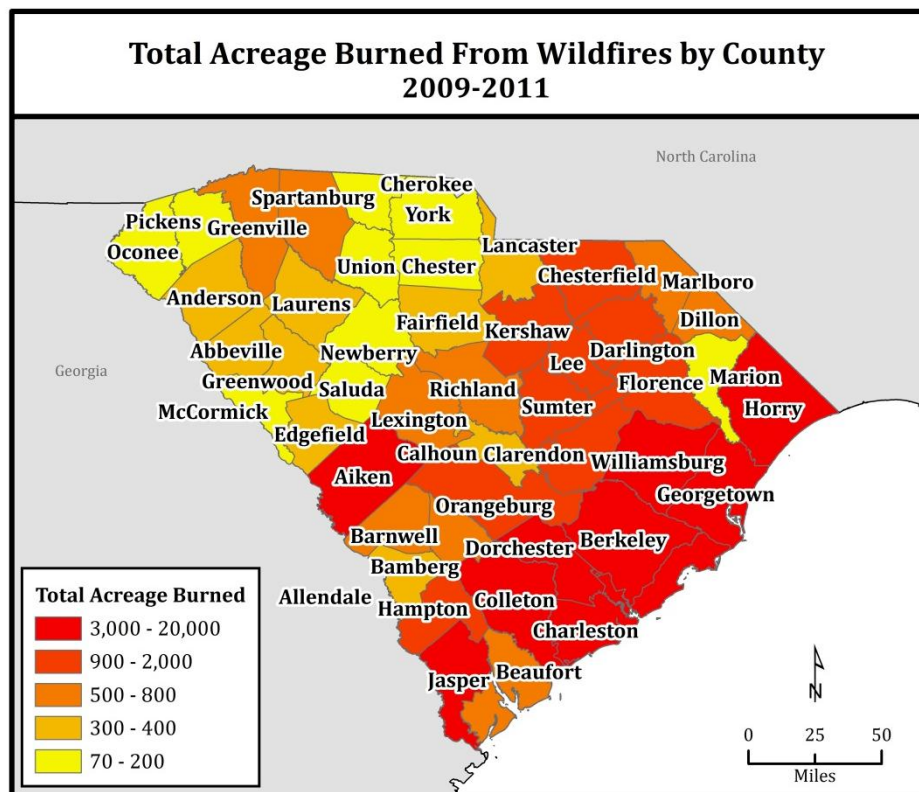 Total Acreage Burned From Wildfires by County
2009-2011
North Carolina
Cherokee
Spartanburg
York
Pickens
Greenville
Oconee
Lancaster
Union
Chester
Chesterfield
Marlboro
Anderson
Laurens
Dillon
Fairfield
Kershaw
Abbeville
Newberry
Darlington
Lee
Georgia
Greenwood
Saluda
Richland
Florence
Marion
McCormick
Sumter
Horry
Edgefield
Lexington
Calhoun
Clarendon
Aiken
Williamsburg
Georgetown
Orangeburg
Barnwell
Dorchester
Berkeley
Bamberg
Allendale
Hampton
Colleton
Charleston
Beaufort
Jasper
Total Acreage Burned
3,000 - 20,000
900 - 2,000
500 - 800
300 - 400
70 - 200
N
0 25 50
Miles